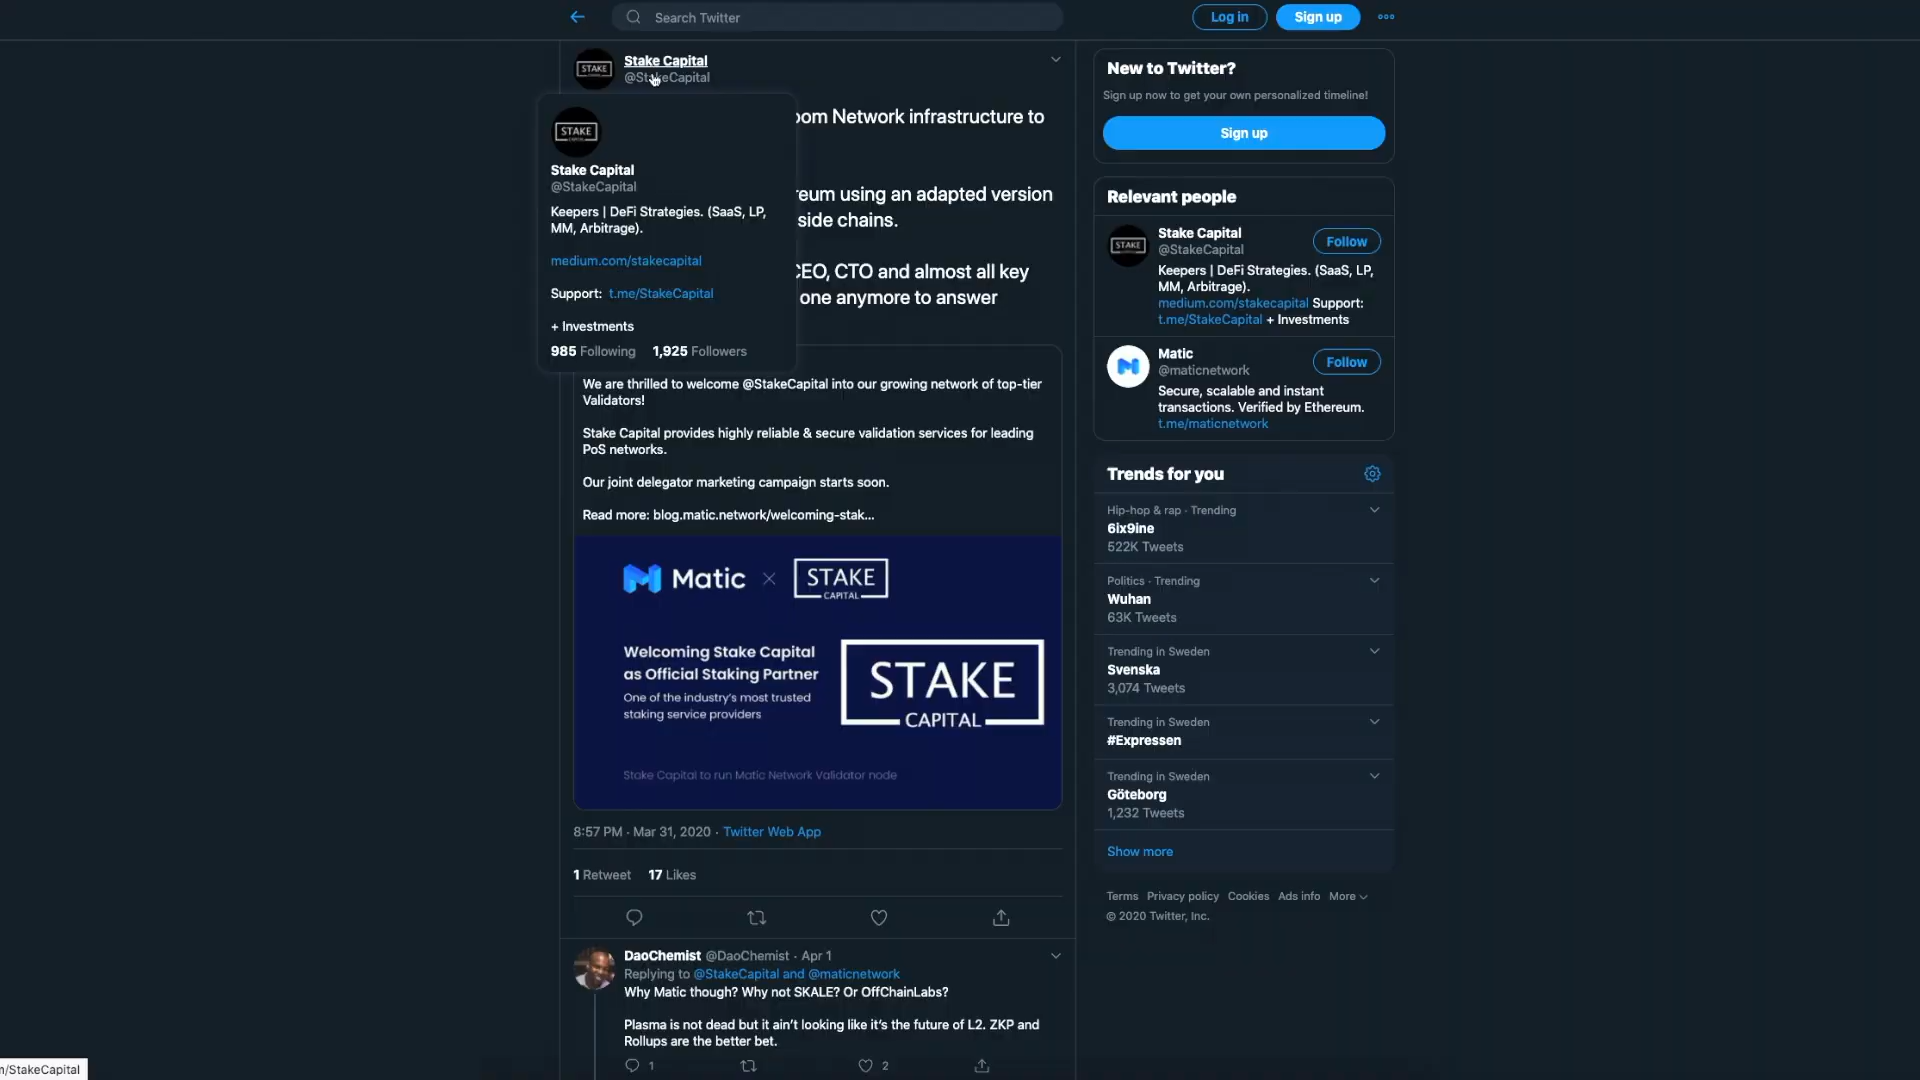 Search Twitter
Log in
Sign up
STAKE
Stake Capital
@StakeCapital
oom Network infrastructure to
reum using an adapted version
side chains.
CEO, CTO and almost all key
one anymore to answer
STAKE
Stake Capital
@StakeCapital
Keepers | DeFi Strategies. (SaaS, LP,
MM, Arbitrage).
medium.com/stakecapital
Support: t.me/StakeCapital
+ Investments
985 Following 1,925 Followers
We are thrilled to welcome @StakeCapital into our growing network of top-tier
Validators!
Stake Capital provides highly reliable & secure validation services for leading
PoS networks.
Our joint delegator marketing campaign starts soon.
Read more: blog.matic.network/welcoming-stak...
Matic × STAKE
CAPITAL
Welcoming Stake Capital
as Official Staking Partner
One of the industry's most trusted
staking service providers
STAKE
CAPITAL
Stake Capital to run Matic Network Validator node
8:57 PM · Mar 31, 2020 · Twitter Web App
1 Retweet 17 Likes
DaoChemist @DaoChemist · Apr 1
Replying to @StakeCapital and @maticnetwork
Why Matic though? Why not SKALE? Or OffChainLabs?
Plasma is not dead but it ain't looking like it's the future of L2. ZKP and
Rollups are the better bet.
1
2
New to Twitter?
Sign up now to get your own personalized timeline!
Sign up
Relevant people
STAKE
Stake Capital
@StakeCapital
Follow
Keepers | DeFi Strategies. (SaaS, LP,
MM, Arbitrage).
medium.com/stakecapital Support:
t.me/StakeCapital + Investments
Matic
@maticnetwork
Follow
Secure, scalable and instant
transactions. Verified by Ethereum.
t.me/maticnetwork
Trends for you
Hip-hop & rap · Trending
6ix9ine
522K Tweets
Politics · Trending
Wuhan
63K Tweets
Trending in Sweden
Svenska
3,074 Tweets
Trending in Sweden
#Expressen
Trending in Sweden
Göteborg
1,232 Tweets
Show more
Terms Privacy policy Cookies Ads info More
© 2020 Twitter, Inc.
n/StakeCapital